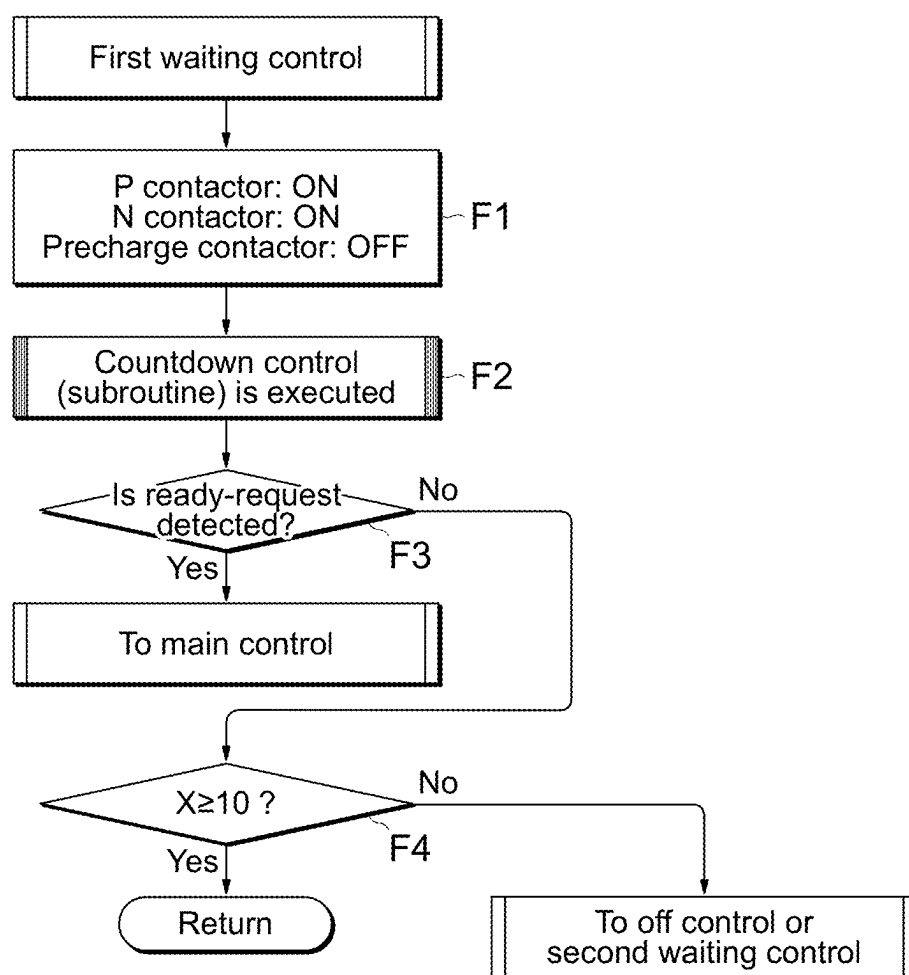 First waiting control
P contactor: ON
N contactor: ON
Precharge contactor: OFF
F1
Countdown control
(subroutine) is executed
F2
Is ready-request
detected?
No
F3
Yes
To main control
X≥10 ?
No
F4
Yes
Return
To off control or
second waiting control